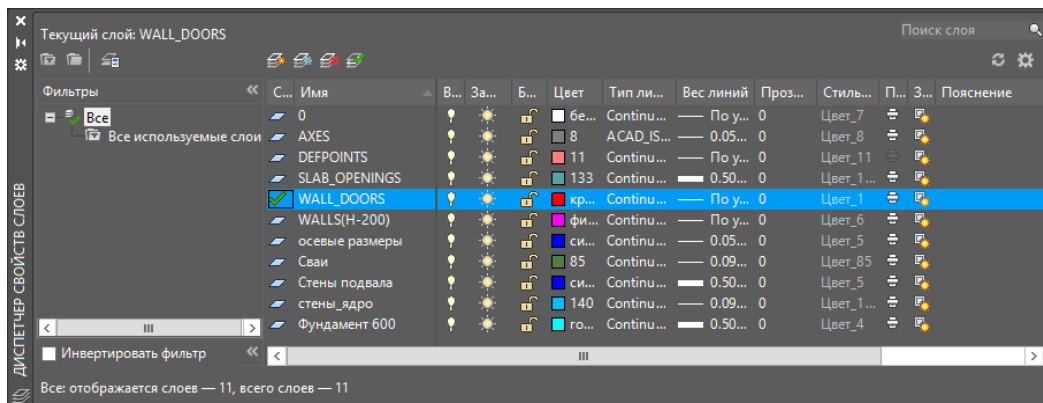 Текущий слой: WALL_DOORS
Поиск слоя
Фильтры
С... Имя В... За... Б... Цвет Тип ли... Вес линий Проз... Стиль... П... З... Пояснение
Все
Все используемые слои
0 бе... Continu... По у... 0 Цвет_7
AXES 8 ACAD_IS... 0.05... 0 Цвет_8
DEFPOINTS 11 Continu... По у... 0 Цвет_11
SLAB_OPENINGS 133 Continu... 0.50... 0 Цвет_1...
WALL_DOORS кр... Continu... По у... 0 Цвет_1
WALLS(H-200) фи... Continu... По у... 0 Цвет_6
осевые размеры си... Continu... 0.05... 0 Цвет_5
Сваи 85 Continu... 0.09... 0 Цвет_85
Стены подвала си... Continu... 0.50... 0 Цвет_5
стены_ядро 140 Continu... 0.09... 0 Цвет_1...
Фундамент 600 го... Continu... 0.50... 0 Цвет_4
Инвертировать фильтр
Все: отображается слоев — 11, всего слоев — 11
ДИСПЕТЧЕР СВОЙСТВ СЛОЕВ